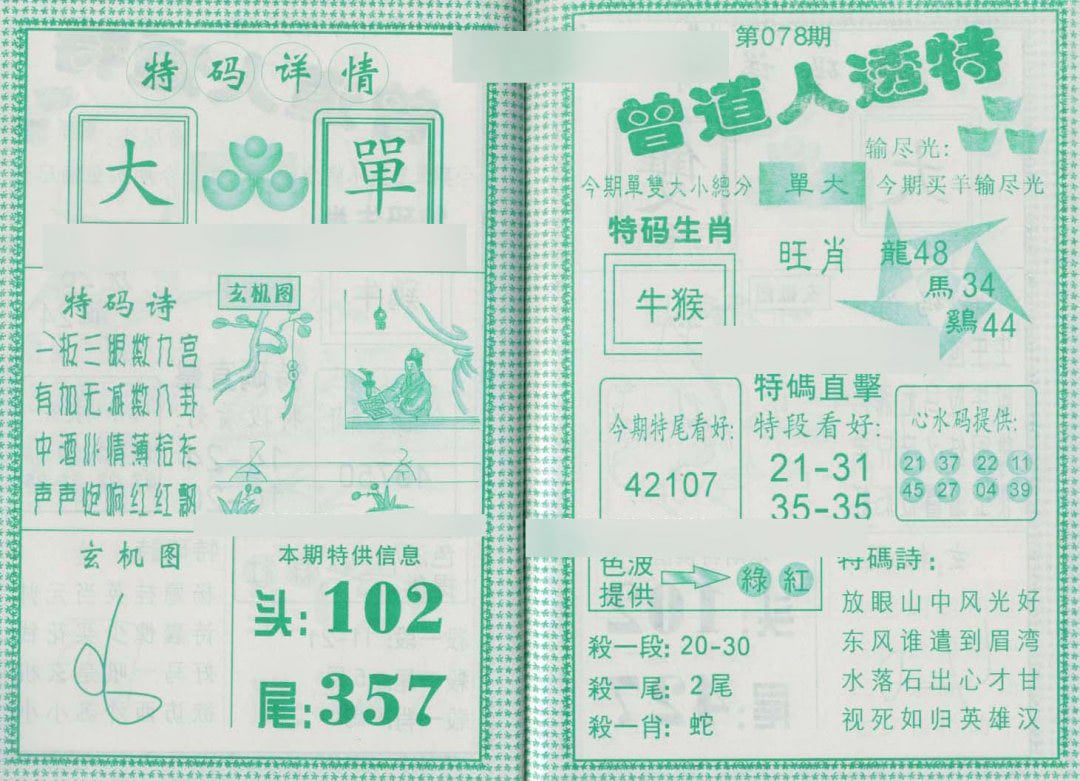 特码详情
大 單
特码诗
一板三眼数九宫
有加无减数八卦
中酒心情薄拾衫
声声炮响红红飘
玄机图
玄机图
本期特供信息
头:102
尾:357
第078期
曾道人透特
输尽光:
今期單雙大小總分 單大 今期买羊输尽光
特码生肖
牛猴
旺肖 龍48
馬34
鷄44
今期特尾看好:
42107
特碼直擊
特段看好:
21-31
35-35
心水码提供:
21 37 22 11
45 27 04 39
色波
提供
綠 紅
殺一段: 20-30
殺一尾: 2尾
殺一肖: 蛇
特碼詩:
放眼山中风光好
东风谁遣到眉湾
水落石出心才甘
视死如归英雄汉